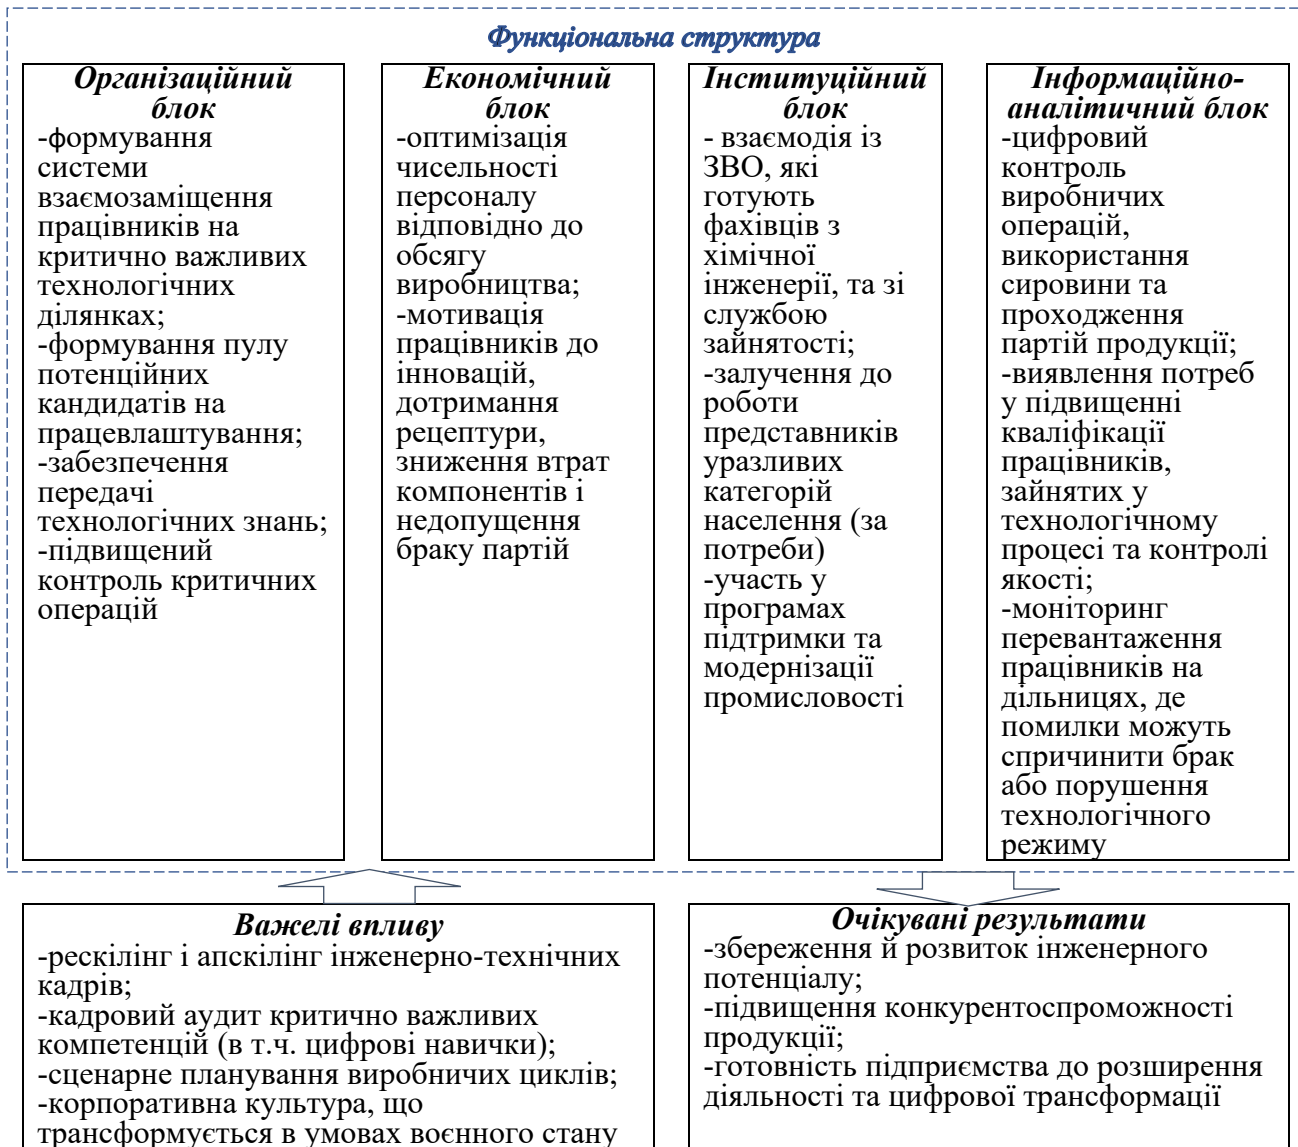 Функціональна структура
Організаційний
блок
-формування
системи
взаємозаміщення
працівників на
критично важливих
технологічних
ділянках;
-формування пулу
потенційних
кандидатів на
працевлаштування;
-забезпечення
передачі
технологічних знань;
-підвищений
контроль критичних
операцій
Економічний
блок
-оптимізація
чисельності
персоналу
відповідно до
обсягу
виробництва;
-мотивація
працівників до
інновацій,
дотримання
рецептури,
зниження втрат
компонентів і
недопущення
браку партій
Інституційний
блок
- взаємодія із
ЗВО, які
готують
фахівців з
хімічної
інженерії, та зі
службою
зайнятості;
-залучення до
роботи
представників
уразливих
категорій
населення (за
потреби)
-участь у
програмах
підтримки та
модернізації
промисловості
Інформаційно-
аналітичний блок
-цифровий
контроль
виробничих
операцій,
використання
сировини та
проходження
партій продукції;
-виявлення потреб
у підвищенні
кваліфікації
працівників,
зайнятих у
технологічному
процесі та контролі
якості;
-моніторинг
перевантаження
працівників на
дільницях, де
помилки можуть
спричинити брак
або порушення
технологічного
режиму
Важелі впливу
-рескілінг і апскілінг інженерно-технічних
кадрів;
-кадровий аудит критично важливих
компетенцій (в т.ч. цифрові навички);
-сценарне планування виробничих циклів;
-корпоративна культура, що
трансформується в умовах воєнного стану
Очікувані результати
-збереження й розвиток інженерного
потенціалу;
-підвищення конкурентоспроможності
продукції;
-готовність підприємства до розширення
діяльності та цифрової трансформації